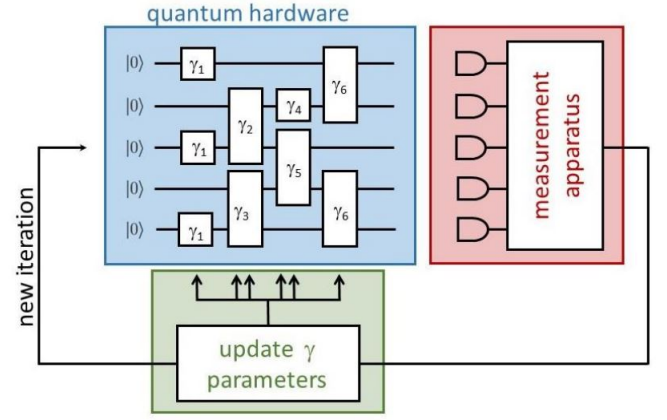 quantum hardware
|0⟩ γ₁ γ₆
|0⟩ γ₂ γ₄
|0⟩ γ₁ γ₅
|0⟩ γ₃ γ₆
|0⟩ γ₁
measurement
apparatus
new iteration
update γ
parameters